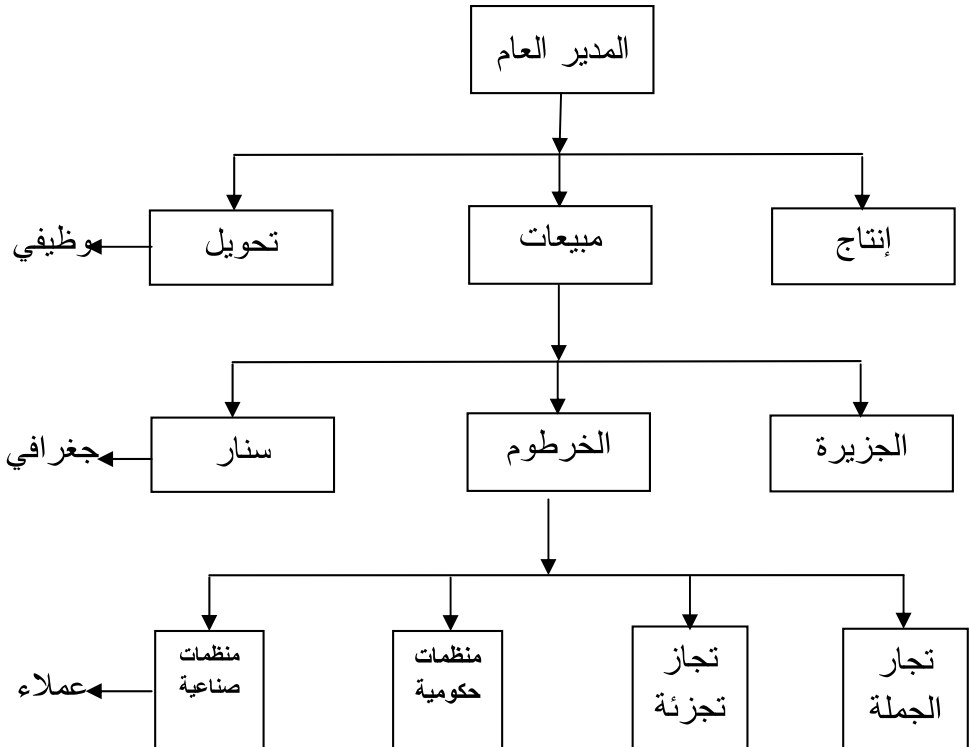 المدير العام
إنتاج
مبيعات
تحويل
وظيفي
الجزيرة
الخرطوم
سنار
جغرافي
تجار
الجملة
تجاز
تجزئة
منظمات
حكومية
منظمات
صناعية
عملاء